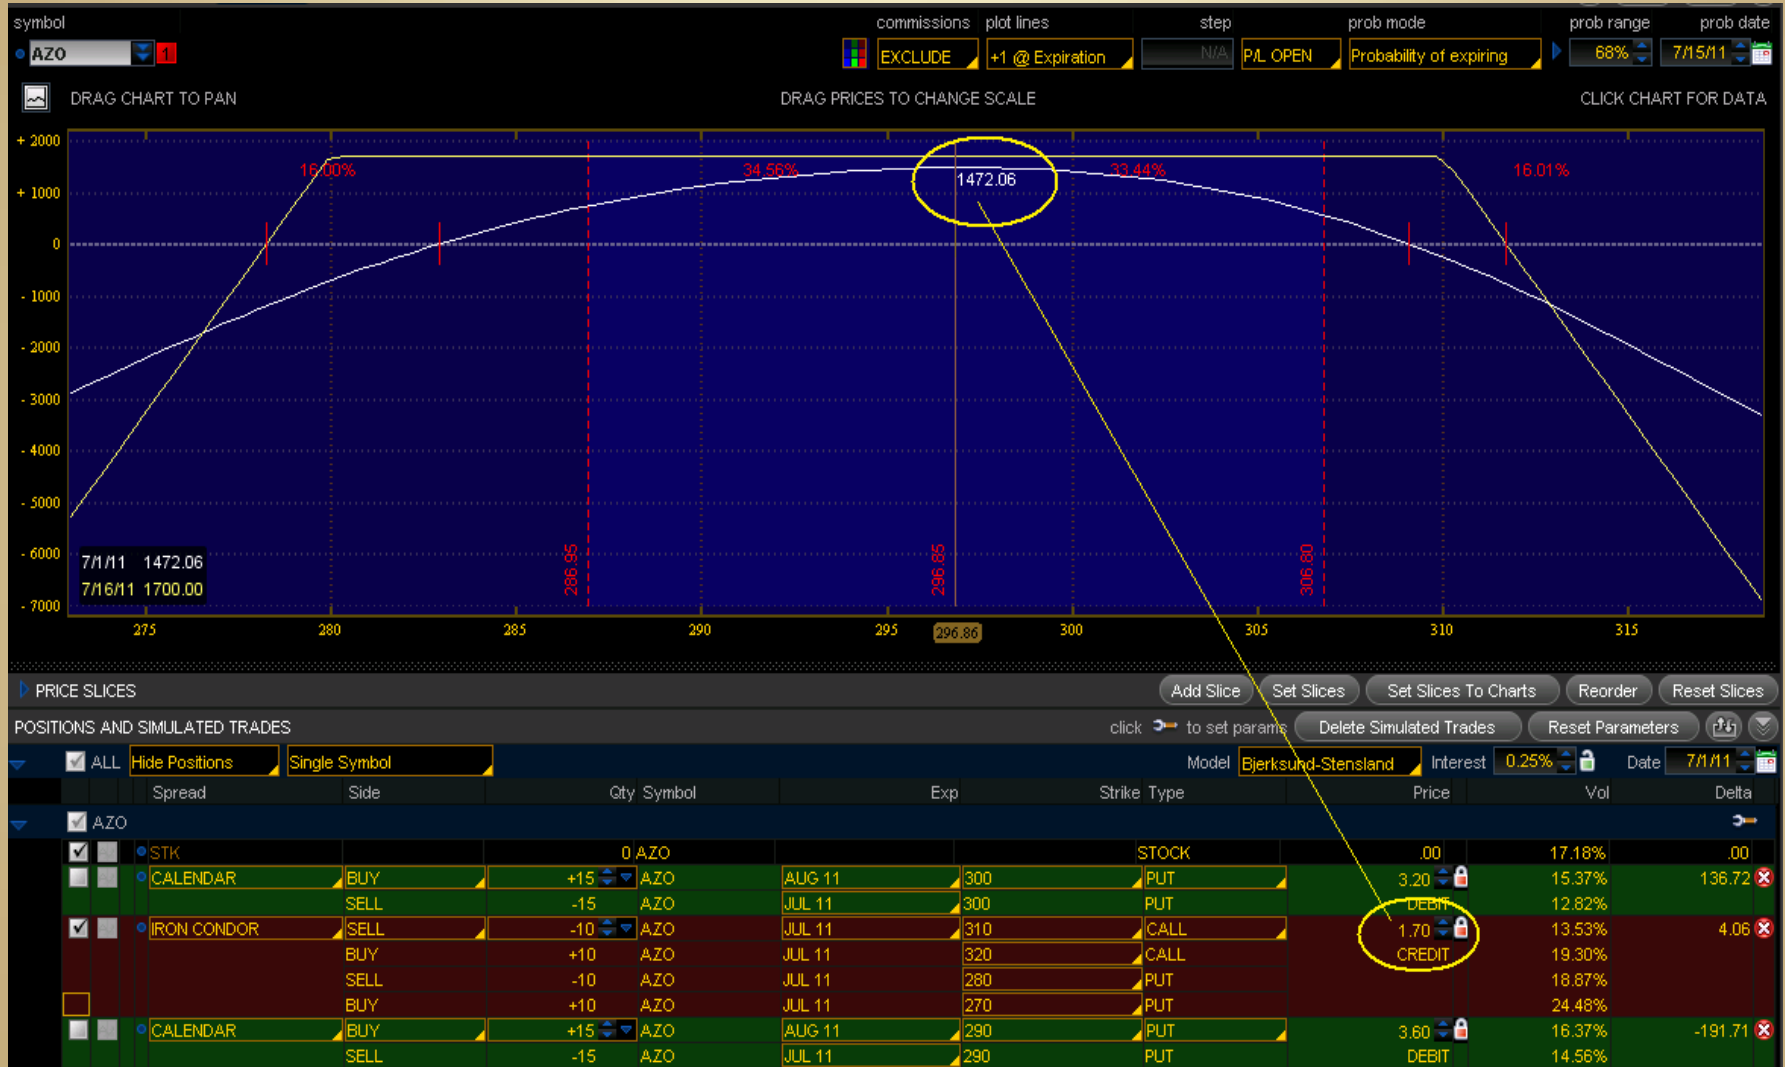 symbol commissions plot lines step prob mode prob range prob date
AZO 1 EXCLUDE +1 @ Expiration N/A P/L OPEN Probability of expiring 68% 7/15/11
DRAG CHART TO PAN DRAG PRICES TO CHANGE SCALE CLICK CHART FOR DATA
+ 2000
16.00% 34.56% 33.44% 16.01%
1472.06
+ 1000
0
- 1000
- 2000
- 3000
- 4000
- 5000
- 6000
- 7000
286.95 296.85 306.80
7/1/11 1472.06
7/16/11 1700.00
275 280 285 290 295 296.86 300 305 310 315
PRICE SLICES Add Slice Set Slices Set Slices To Charts Reorder Reset Slices
POSITIONS AND SIMULATED TRADES click to set params Delete Simulated Trades Reset Parameters
ALL Hide Positions Single Symbol Model Bjerksund-Stensland Interest 0.25% Date 7/1/11
Spread Side Qty Symbol Exp Strike Type Price Vol Delta
AZO
STK 0 AZO STOCK .00 17.18% .00
CALENDAR BUY +15 AZO AUG 11 300 PUT 3.20 15.37% 136.72
SELL -15 AZO JUL 11 300 PUT DEBIT 12.82%
IRON CONDOR SELL -10 AZO JUL 11 310 CALL 1.70 13.53% 4.06
BUY +10 AZO JUL 11 320 CALL CREDIT 19.30%
SELL -10 AZO JUL 11 280 PUT 18.87%
BUY +10 AZO JUL 11 270 PUT 24.48%
CALENDAR BUY +15 AZO AUG 11 290 PUT 3.60 16.37% -191.71
SELL -15 AZO JUL 11 290 PUT DEBIT 14.56%